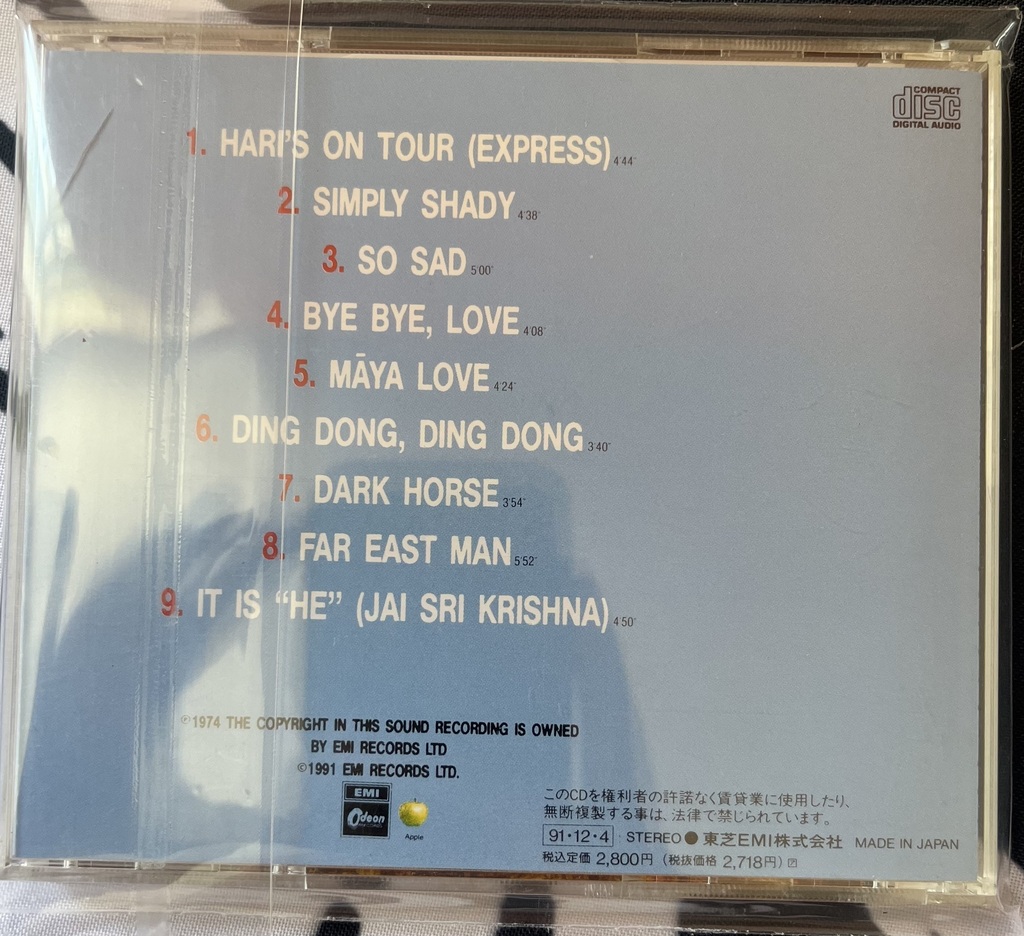 COMPACT
disc
DIGITAL AUDIO
1. HARI'S ON TOUR (EXPRESS) 4'44"
2. SIMPLY SHADY 4'38"
3. SO SAD 5'00"
4. BYE BYE, LOVE 4'08"
5. MĀYA LOVE 4'24"
6. DING DONG, DING DONG 3'40"
7. DARK HORSE 3'54"
8. FAR EAST MAN 5'52"
9. IT IS “HE” (JAI SRI KRISHNA) 4'50"
℗1974 THE COPYRIGHT IN THIS SOUND RECORDING IS OWNED
BY EMI RECORDS LTD
©1991 EMI RECORDS LTD.
EMI
Odeon
Apple
このCDを権利者の許諾なく賃貸業に使用したり、
無断複製する事は、法律で禁じられています。
91・12・4 STEREO●東芝EMI株式会社 MADE IN JAPAN
税込定価 2,800円 (税抜価格 2,718円)